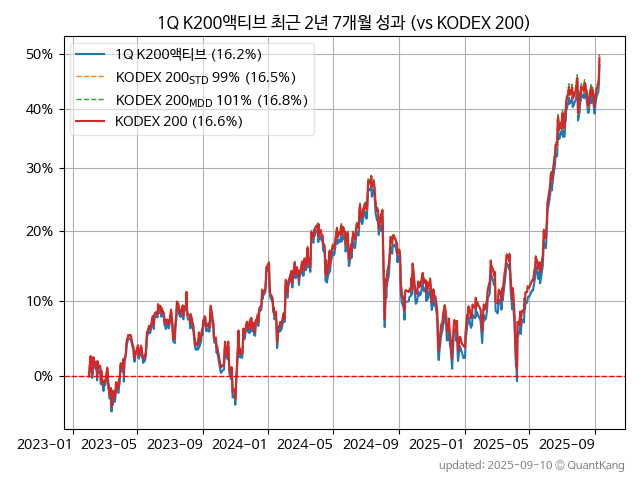 1Q K200액티브 최근 2년 7개월 성과 (vs KODEX 200)
1Q K200액티브 (16.2%)
KODEX 200STD 99% (16.5%)
KODEX 200MDD 101% (16.8%)
KODEX 200 (16.6%)
50%
40%
30%
20%
10%
0%
2023-01 2023-05 2023-09 2024-01 2024-05 2024-09 2025-01 2025-05 2025-09
updated: 2025-09-10 © QuantKang